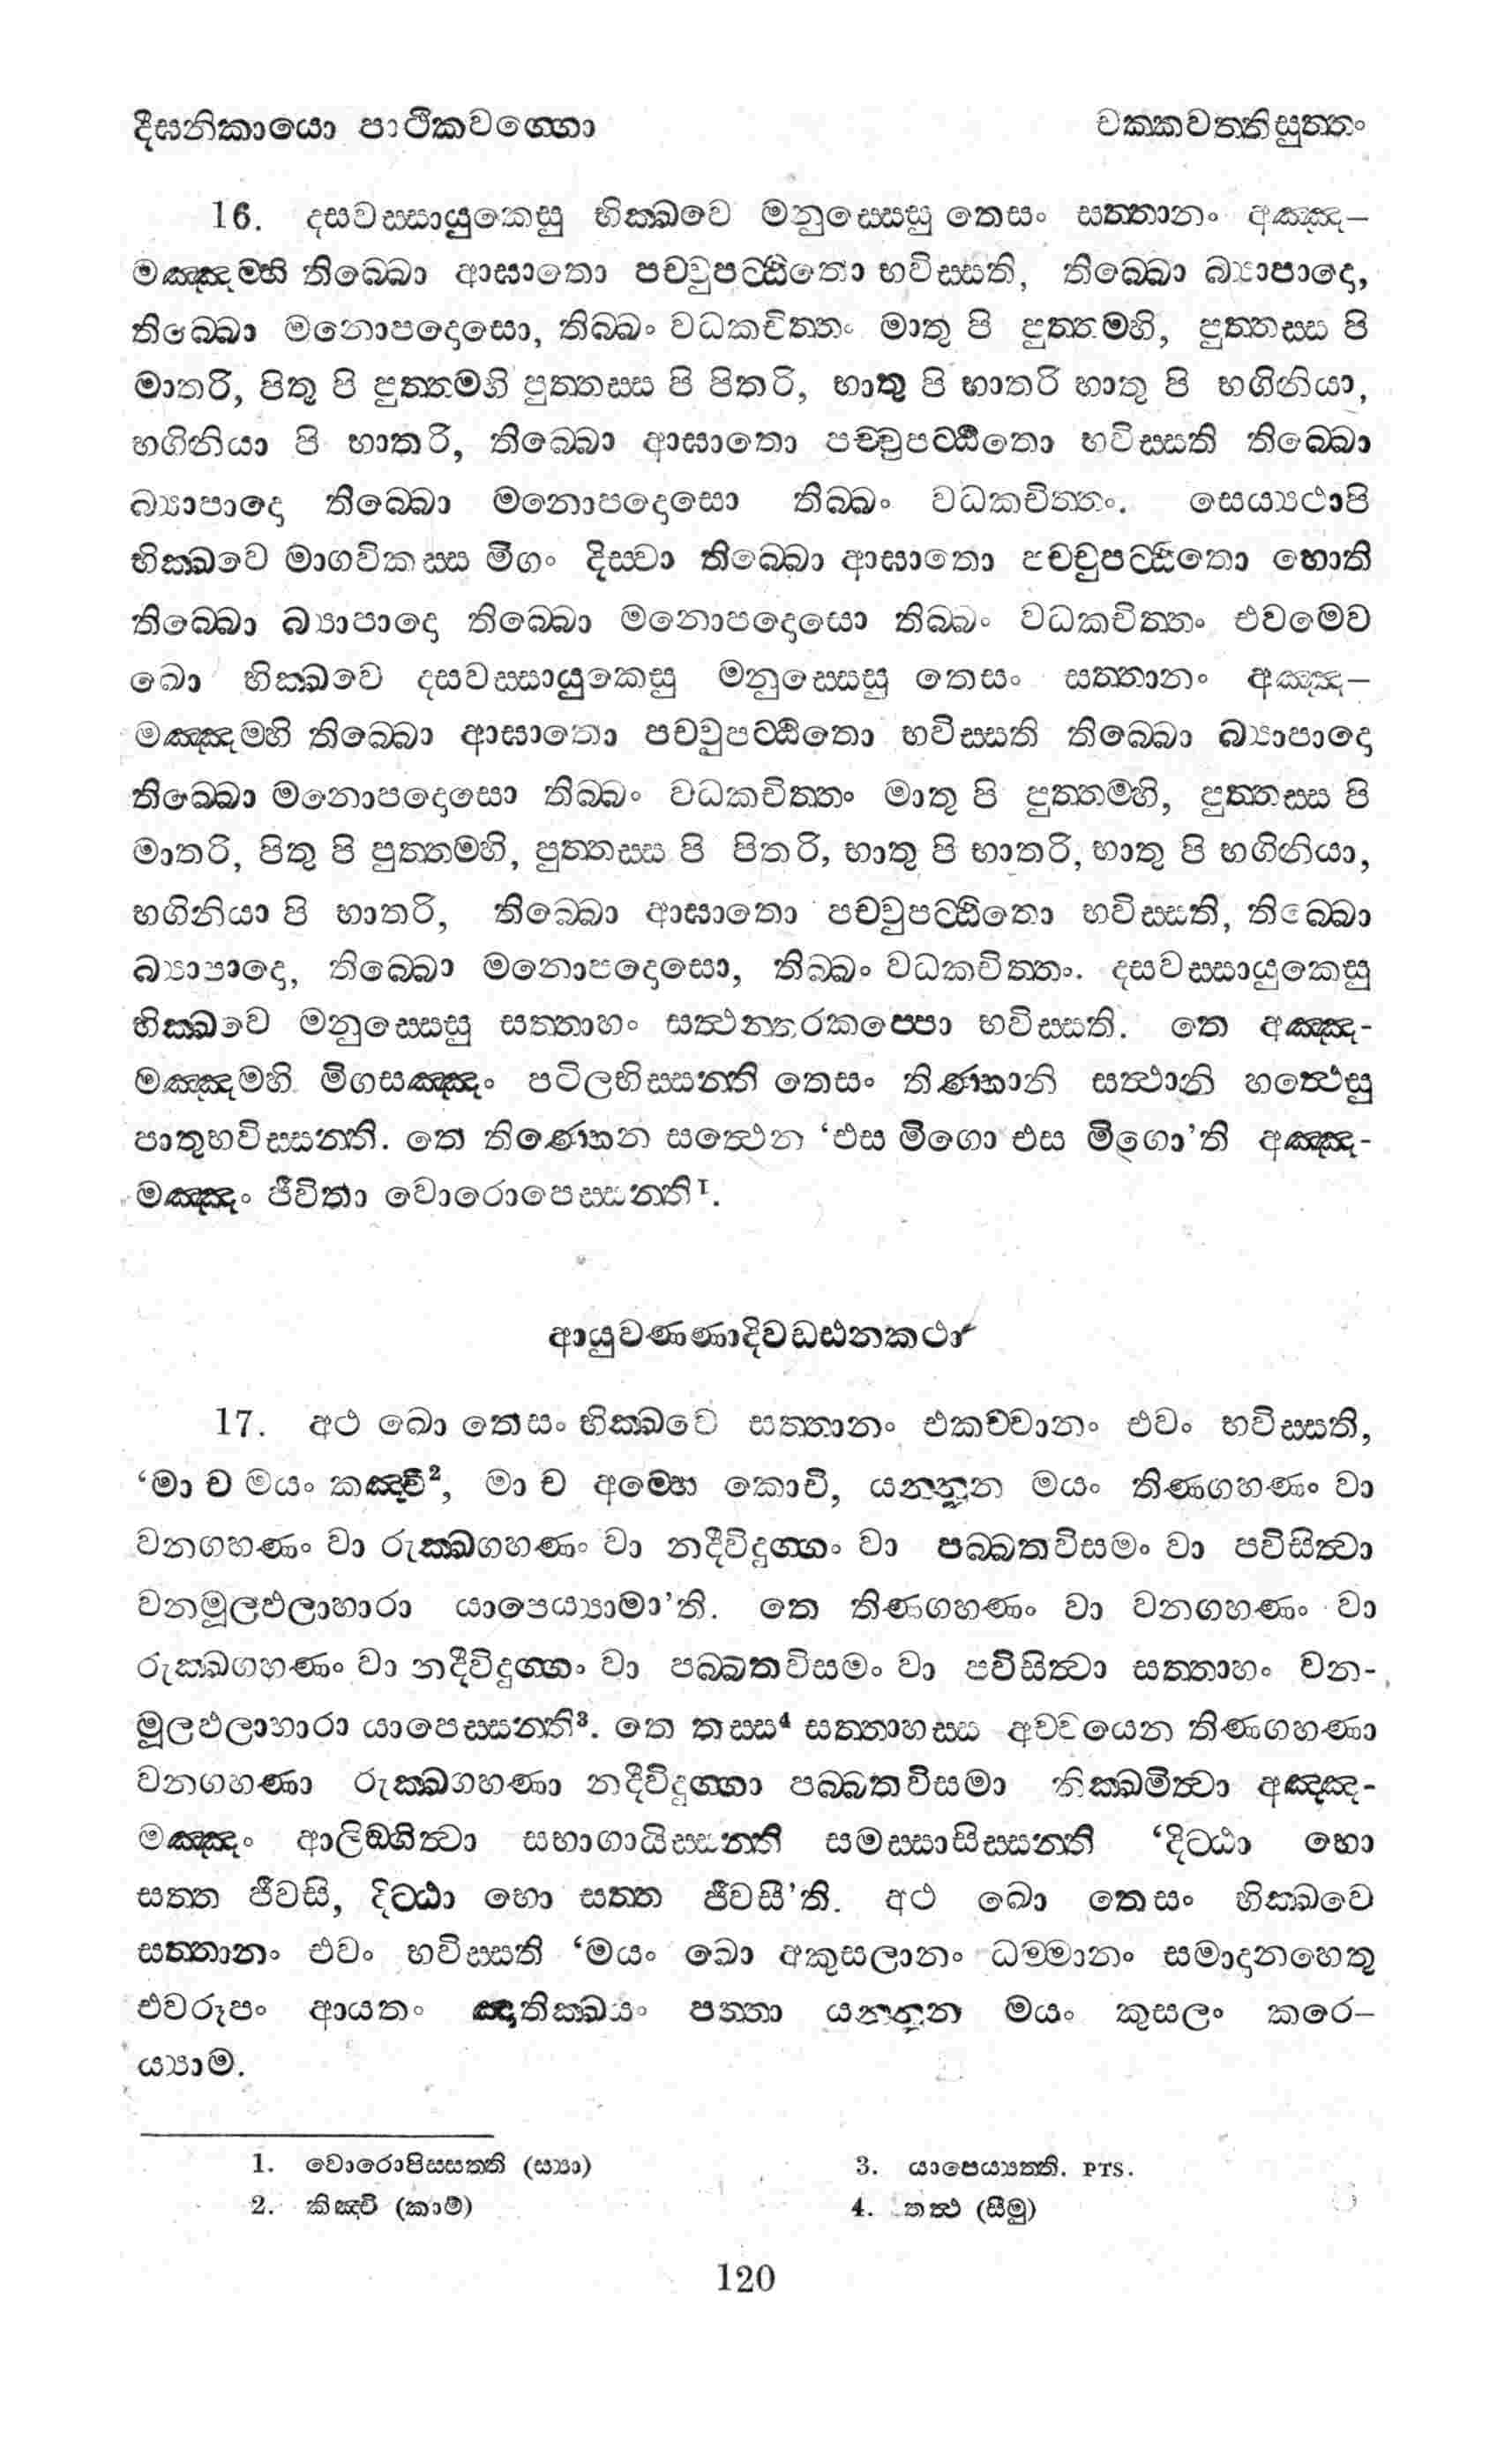 දීඝනිකායො පාථිකවග්ගො
චක්කවත්තිසුත්තං
16. දසවස්සායුකෙසු භික්ඛවෙ මනුස්සෙසු තෙසං සත්තානං අඤ්ඤ–
මඤ්ඤම්හි තිබ්බො ආඝාතො පච්චුපට්ඨිතො භවිස්සති, තිබ්බො බ්‍යාපාදො,
තිබ්බො මනොපදොසො, තිබ්බං වධකචිත්තං මාතු පි පුත්තම්හි, පුත්තස්ස පි
මාතරි, පිතු පි පුත්තම්හි පුත්තස්ස පි පිතරි, භාතු පි භාතරි භාතු පි භගිනියා,
භගිනියා පි භාතරි, තිබ්බො ආඝාතො පච්චුපට්ඨිතො භවිස්සති තිබ්බො
බ්‍යාපාදො තිබ්බො මනොපදොසො තිබ්බං වධකචිත්තං. සෙය්‍යථාපි
භික්ඛවෙ මාගවිකස්ස මිගං දිස්වා තිබ්බො ආඝාතො පච්චුපට්ඨිතො හොති
තිබ්බො බ්‍යාපාදො තිබ්බො මනොපදොසො තිබ්බං වධකචිත්තං එවමෙව
ඛො භික්ඛවෙ දසවස්සායුකෙසු මනුස්සෙසු තෙසං සත්තානං අඤ්ඤ–
මඤ්ඤම්හි තිබ්බො ආඝාතො පච්චුපට්ඨිතො භවිස්සති තිබ්බො බ්‍යාපාදො
තිබ්බො මනොපදොසො තිබ්බං වධකචිත්තං මාතු පි පුත්තම්හි, පුත්තස්ස පි
මාතරි, පිතු පි පුත්තම්හි, පුත්තස්ස පි පිතරි, භාතු පි භාතරි, භාතු පි භගිනියා,
භගිනියා පි භාතරි, තිබ්බො ආඝාතො පච්චුපට්ඨිතො භවිස්සති, තිබ්බො
බ්‍යාපාදො, තිබ්බො මනොපදොසො, තිබ්බං වධකචිත්තං. දසවස්සායුකෙසු
භික්ඛවෙ මනුස්සෙසු සත්තාහං සත්ථන්තරකප්පො භවිස්සති. තෙ අඤ්ඤ-
මඤ්ඤම්හි මිගසඤ්ඤං පටිලභිස්සන්ති තෙසං තිණ්හානි සත්ථානි හත්ථෙසු
පාතුභවිස්සන්ති. තෙ තිණ්හෙන සත්ථෙන ‘එස මිගො එස මිගො’ති අඤ්ඤ-
මඤ්ඤං ජීවිතා වොරොපෙස්සන්ති¹.
ආයුවණ්ණාදිවඩ්ඪනකථා
17. අථ ඛො තෙසං භික්ඛවෙ සත්තානං එකච්චානං එවං භවිස්සති,
‘මා ච මයං කඤ්චි², මා ච අම්හෙ කොචි, යන්නූන මයං තිණගහණං වා
වනගහණං වා රුක්ඛගහණං වා නදීවිදුග්ගං වා පබ්බතවිසමං වා පවිසිත්වා
වනමූලඵලාහාරා යාපෙය්‍යාමා’ති. තෙ තිණගහණං වා වනගහණං වා
රුක්ඛගහණං වා නදීවිදුග්ගං වා පබ්බතවිසමං වා පවිසිත්වා සත්තාහං වන-
මූලඵලාහාරා යාපෙස්සන්ති³. තෙ තස්ස⁴ සත්තාහස්ස අච්චයෙන තිණගහණා
වනගහණා රුක්ඛගහණා නදීවිදුග්ගා පබ්බතවිසමා නික්ඛමිත්වා අඤ්ඤ-
මඤ්ඤං ආලිඞ්ගිත්වා සභාගායිස්සන්ති සමස්සාසිස්සන්ති ‘දිට්ඨා භො
සත්ත ජීවසි, දිට්ඨා භො සත්ත ජීවසී’ති. අථ ඛො තෙසං භික්ඛවෙ
සත්තානං එවං භවිස්සති ‘මයං ඛො අකුසලානං ධම්මානං සමාදානහෙතු
එවරූපං ආයතං ඤාතික්ඛයං පත්තා යන්නූන මයං කුසලං කරෙ–
ය්‍යාම.
1. වොරොපිස්සන්ති (ස්‍යා)
2. කිඤ්චි (කාම්)
3. යාපෙය්‍යන්ති. PTS.
4. තත්ථ (සීමු)
120